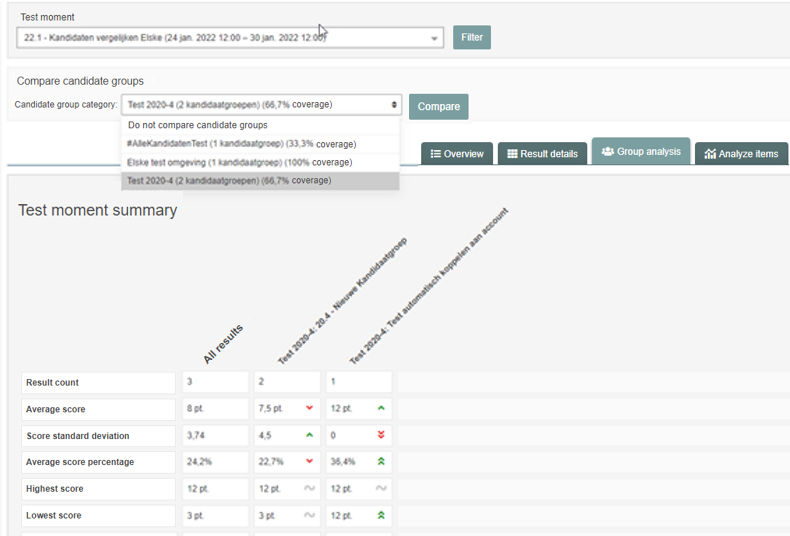 Test moment
22.1 - Kandidaten vergelijken Elske (24 jan. 2022 12:00 – 30 jan. 2022 12:00)
Filter
Compare candidate groups
Candidate group category:
Test 2020-4 (2 kandidaatgroepen) (66,7% coverage)
Compare
Do not compare candidate groups
#AlleKandidatenTest (1 kandidaatgroep) (33,3% coverage)
Elske test omgeving (1 kandidaatgroep) (100% coverage)
Test 2020-4 (2 kandidaatgroepen) (66,7% coverage)
Overview
Result details
Group analysis
Analyze items
Test moment summary
All results
Test 2020-4: 20.4 - Nieuwe Kandidaatgroep
Test 2020-4: Test automatisch koppelen aan account
Result count 3 2 1
Average score 8 pt. 7,5 pt. 12 pt.
Score standard deviation 3,74 4,5 0
Average score percentage 24,2% 22,7% 36,4%
Highest score 12 pt. 12 pt. 12 pt.
Lowest score 3 pt. 3 pt. 12 pt.